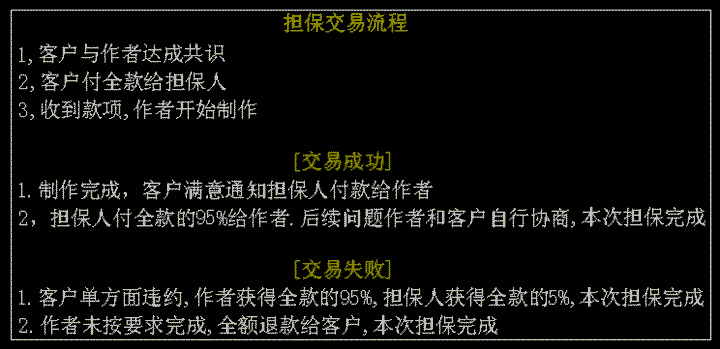 担保交易流程
1,客户与作者达成共识
2,客户付全款给担保人
3,收到款项,作者开始制作
[交易成功]
1.制作完成，客户满意通知担保人付款给作者
2，担保人付全款的95%给作者.后续问题作者和客户自行协商,本次担保完成
[交易失败]
1.客户单方面违约,作者获得全款的95%,担保人获得全款的5%,本次担保完成
2.作者未按要求完成,全额退款给客户,本次担保完成